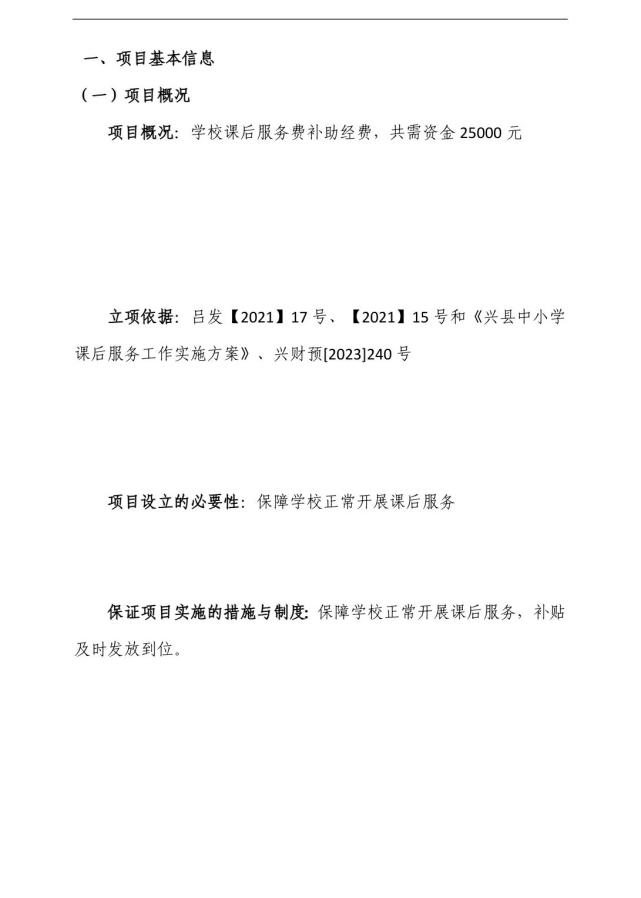 一、项目基本信息
（一）项目概况
项目概况：学校课后服务费补助经费，共需资金 25000 元
立项依据：吕发【2021】17 号、【2021】15 号和《兴县中小学
课后服务工作实施方案》、兴财预[2023]240 号
项目设立的必要性：保障学校正常开展课后服务
保证项目实施的措施与制度：保障学校正常开展课后服务，补贴
及时发放到位。